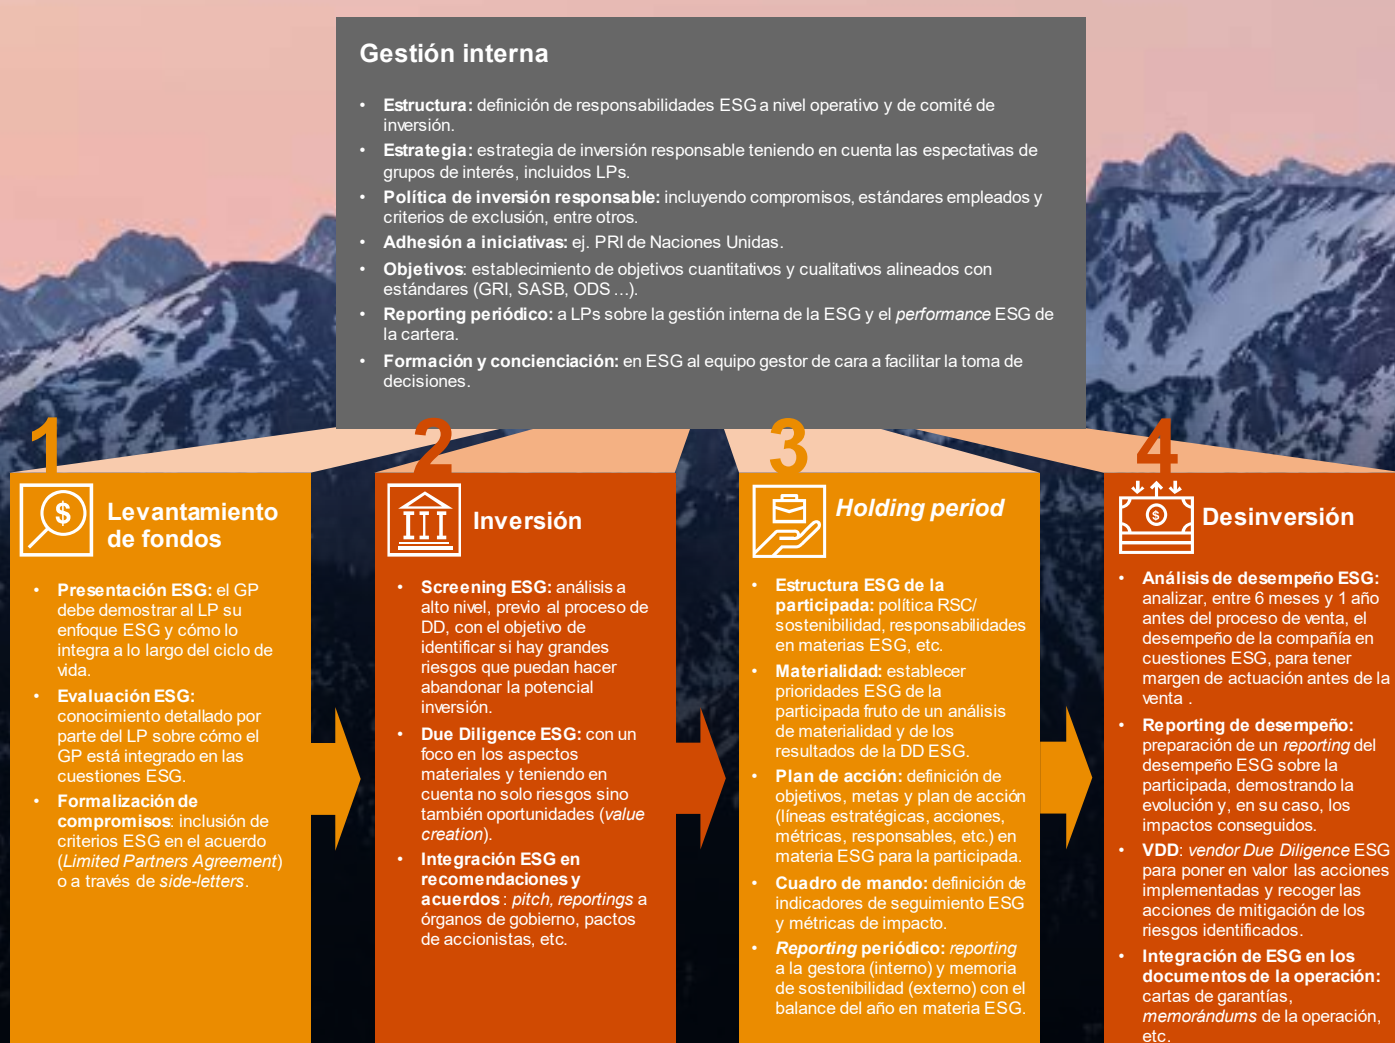 Gestión interna
• Estructura: definición de responsabilidades ESG a nivel operativo y de comité de
inversión.
• Estrategia: estrategia de inversión responsable teniendo en cuenta las espectativas de
grupos de interés, incluidos LPs.
• Política de inversión responsable: incluyendo compromisos, estándares empleados y
criterios de exclusión, entre otros.
• Adhesión a iniciativas: ej. PRI de Naciones Unidas.
• Objetivos: establecimiento de objetivos cuantitativos y cualitativos alineados con
estándares (GRI, SASB, ODS ...).
• Reporting periódico: a LPs sobre la gestión interna de la ESG y el performance ESG de
la cartera.
• Formación y concienciación: en ESG al equipo gestor de cara a facilitar la toma de
decisiones.
1
$
Levantamiento
de fondos
• Presentación ESG: el GP
debe demostrar al LP su
enfoque ESG y cómo lo
integra a lo largo del ciclo de
vida.
• Evaluación ESG:
conocimiento detallado por
parte del LP sobre cómo el
GP está integrado en las
cuestiones ESG.
• Formalización de
compromisos: inclusión de
criterios ESG en el acuerdo
(Limited Partners Agreement)
o a través de side-letters.
2
Inversión
• Screening ESG: análisis a
alto nivel, previo al proceso de
DD, con el objetivo de
identificar si hay grandes
riesgos que puedan hacer
abandonar la potencial
inversión.
• Due Diligence ESG: con un
foco en los aspectos
materiales y teniendo en
cuenta no solo riesgos sino
también oportunidades (value
creation).
• Integración ESG en
recomendaciones y
acuerdos : pitch, reportings a
órganos de gobierno, pactos
de accionistas, etc.
3
Holding period
• Estructura ESG de la
participada: política RSC/
sostenibilidad, responsabilidades
en materias ESG, etc.
• Materialidad: establecer
prioridades ESG de la
participada fruto de un análisis
de materialidad y de los
resultados de la DD ESG.
• Plan de acción: definición de
objetivos, metas y plan de acción
(líneas estratégicas, acciones,
métricas, responsables, etc.) en
materia ESG para la participada.
• Cuadro de mando: definición de
indicadores de seguimiento ESG
y métricas de impacto.
• Reporting periódico: reporting
a la gestora (interno) y memoria
de sostenibilidad (externo) con el
balance del año en materia ESG.
4
$
Desinversión
• Análisis de desempeño ESG:
analizar, entre 6 meses y 1 año
antes del proceso de venta, el
desempeño de la compañía en
cuestiones ESG, para tener
margen de actuación antes de la
venta .
• Reporting de desempeño:
preparación de un reporting del
desempeño ESG sobre la
participada, demostrando la
evolución y, en su caso, los
impactos conseguidos.
• VDD: vendor Due Diligence ESG
para poner en valor las acciones
implementadas y recoger las
acciones de mitigación de los
riesgos identificados.
• Integración de ESG en los
documentos de la operación:
cartas de garantías,
memorándums de la operación,
etc.